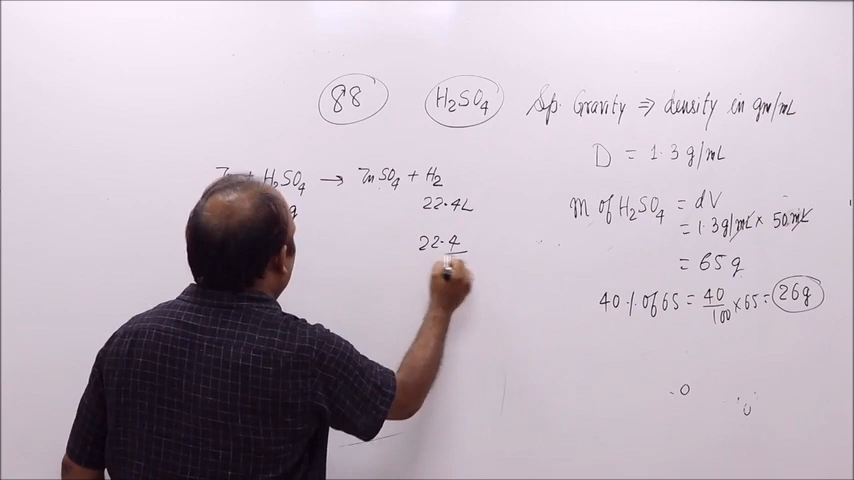 88 H₂SO₄ Sp. Gravity ⇒ density in gm/mL
D = 1.3 g/mL
H₂SO₄ → ZnSO₄ + H₂
g 22.4L
22.4
M of H₂SO₄ = dV
= 1.3g/mL × 50mL
= 65 g
40 % of 65 = 40/100 × 65 = 26g